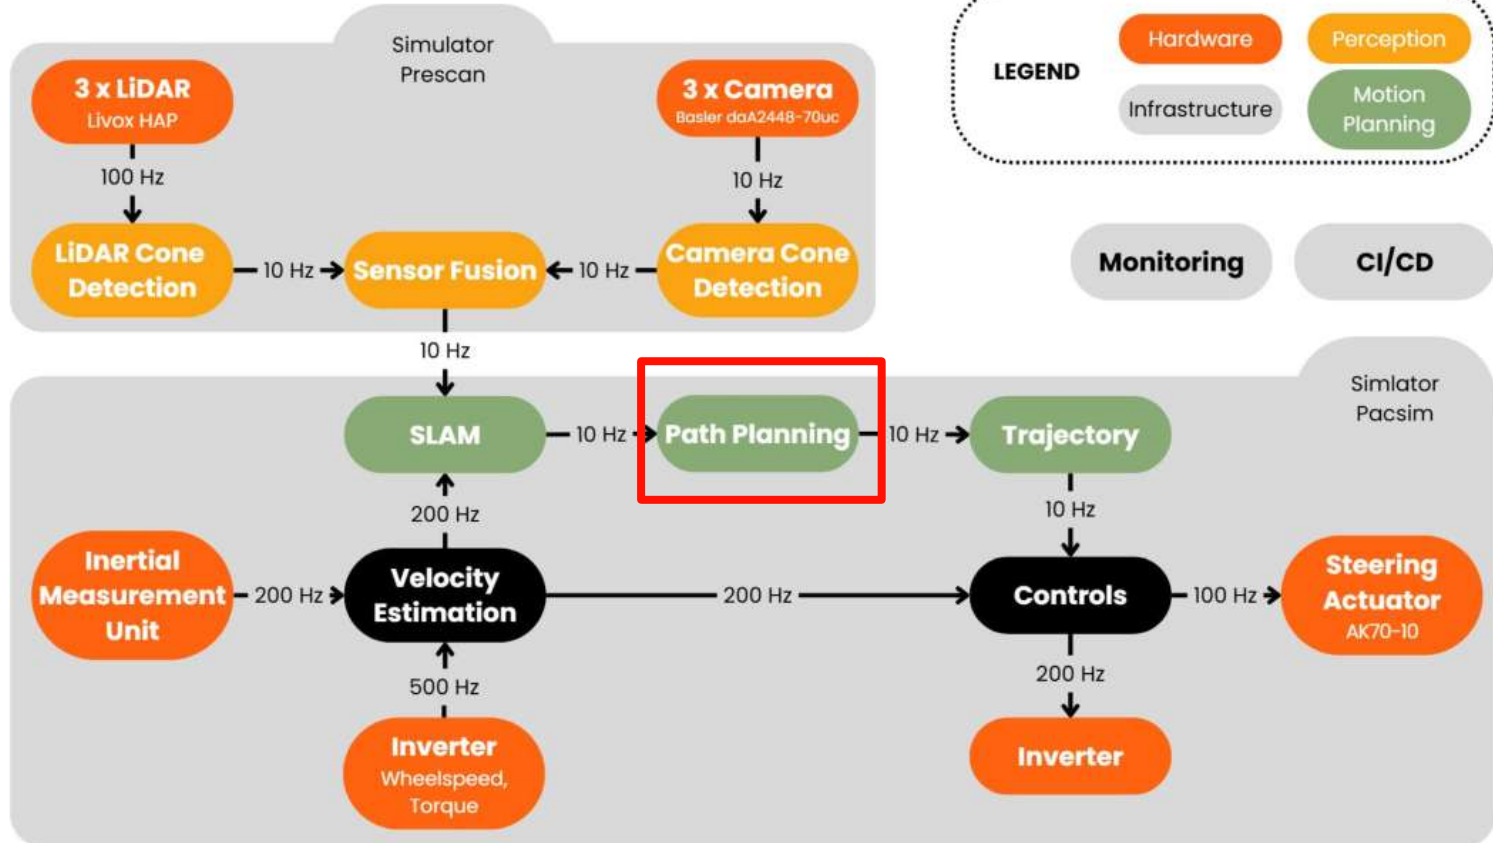 Simulator
Prescan
3 x LiDAR
Livox HAP
3 x Camera
Basler daA2448-70uc
100 Hz
10 Hz
LiDAR Cone
Detection
10 Hz
Sensor Fusion
10 Hz
Camera Cone
Detection
10 Hz
LEGEND
Hardware
Perception
Infrastructure
Motion
Planning
Monitoring
CI/CD
Simlator
Pacsim
SLAM
10 Hz
Path Planning
10 Hz
Trajectory
200 Hz
10 Hz
Inertial
Measurement
Unit
200 Hz
Velocity
Estimation
200 Hz
Controls
100 Hz
Steering
Actuator
AK70-10
500 Hz
200 Hz
Inverter
Wheelspeed,
Torque
Inverter